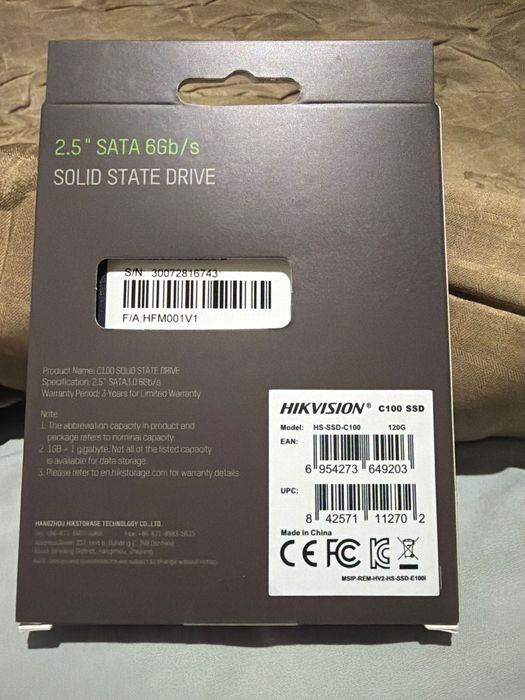 2.5" SATA 6Gb/s
SOLID STATE DRIVE
S/N: 30072816743
F/A:HFM001V1
Product Name: C100 SOLID STATE DRIVE
Specification: 2.5" SATA3.0 6Gb/s
Warranty Period: 3-Years for Limited Warranty
Note:
1. The abbreviation capacity in product and
package refers to nominal capacity.
2. 1GB = 1 gigabyte. Not all of the listed capacity
is available for data storage.
3. Please refer to en.hikstorage.com for warranty details.
HANGZHOU HIKSTORAGE TECHNOLOGY CO.,LTD.
HIKVISION® C100 SSD
Model: HS-SSD-C100 120G
EAN:
6 954273 649203
UPC:
8 42571 11270 2
Made in China
CE FC
MSIP-REM-HV2-HS-SSD-E100I